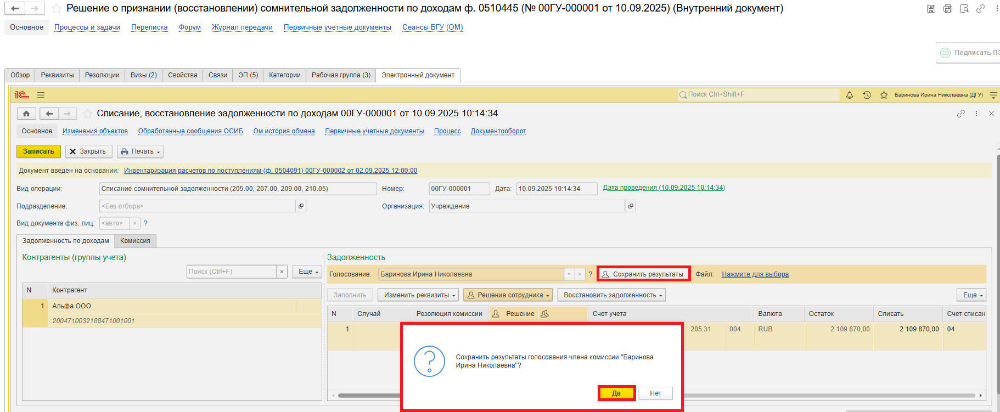 Решение о признании (восстановлении) сомнительной задолженности по доходам ф. 0510445 (№ 00ГУ-000001 от 10.09.2025) (Внутренний документ)
Основное Процессы и задачи Переписка Форум Журнал передачи Первичные учетные документы Сеансы БГУ (ОМ)
Подписать ПЭ
Обзор Реквизиты Резолюции Визы (2) Свойства Связи ЭП (5) Категории Рабочая группа (3) Электронный документ
1С Поиск Ctrl+Shift+F Баринова Ирина Николаевна (ДГУ)
Списание, восстановление задолженности по доходам 00ГУ-000001 от 10.09.2025 10:14:34
Основное Изменения объектов Обработанные сообщения ОСИБ Ом история обмена Первичные учетные документы Процесс Документооборот
Записать Закрыть Печать
Документ введен на основании: Инвентаризация расчетов по поступлениям (ф. 0504091) 00ГУ-000002 от 02.09.2025 12:00:00
Вид операции: Списание сомнительной задолженности (205.00, 207.00, 209.00, 210.05) Номер: 00ГУ-000001 Дата: 10.09.2025 10:14:34 Дата проведения (10.09.2025 10:14:34)
Подразделение: <Без отбора> Организация: Учреждение
Вид документа физ. лиц: <авто> × ?
Задолженность по доходам Комиссия
Контрагенты (группы учета) Задолженность
Поиск (Ctrl+F) × Еще Голосование: Баринова Ирина Николаевна × ? Сохранить результаты Файл: Нажмите для выбора
Заполнить Изменить реквизиты Решение сотрудника Восстановить задолженность Еще
N Контрагент
1 Альфа ООО
2004710032188471001001
N Случай Резолюция комиссии Решение Счет учета Валюта Остаток Списать Счет списан
1 205.31 004 RUB 2 109 870,00 2 109 870,00 04
Сохранить результаты голосования члена комиссии "Баринова
Ирина Николаевна"?
Да Нет